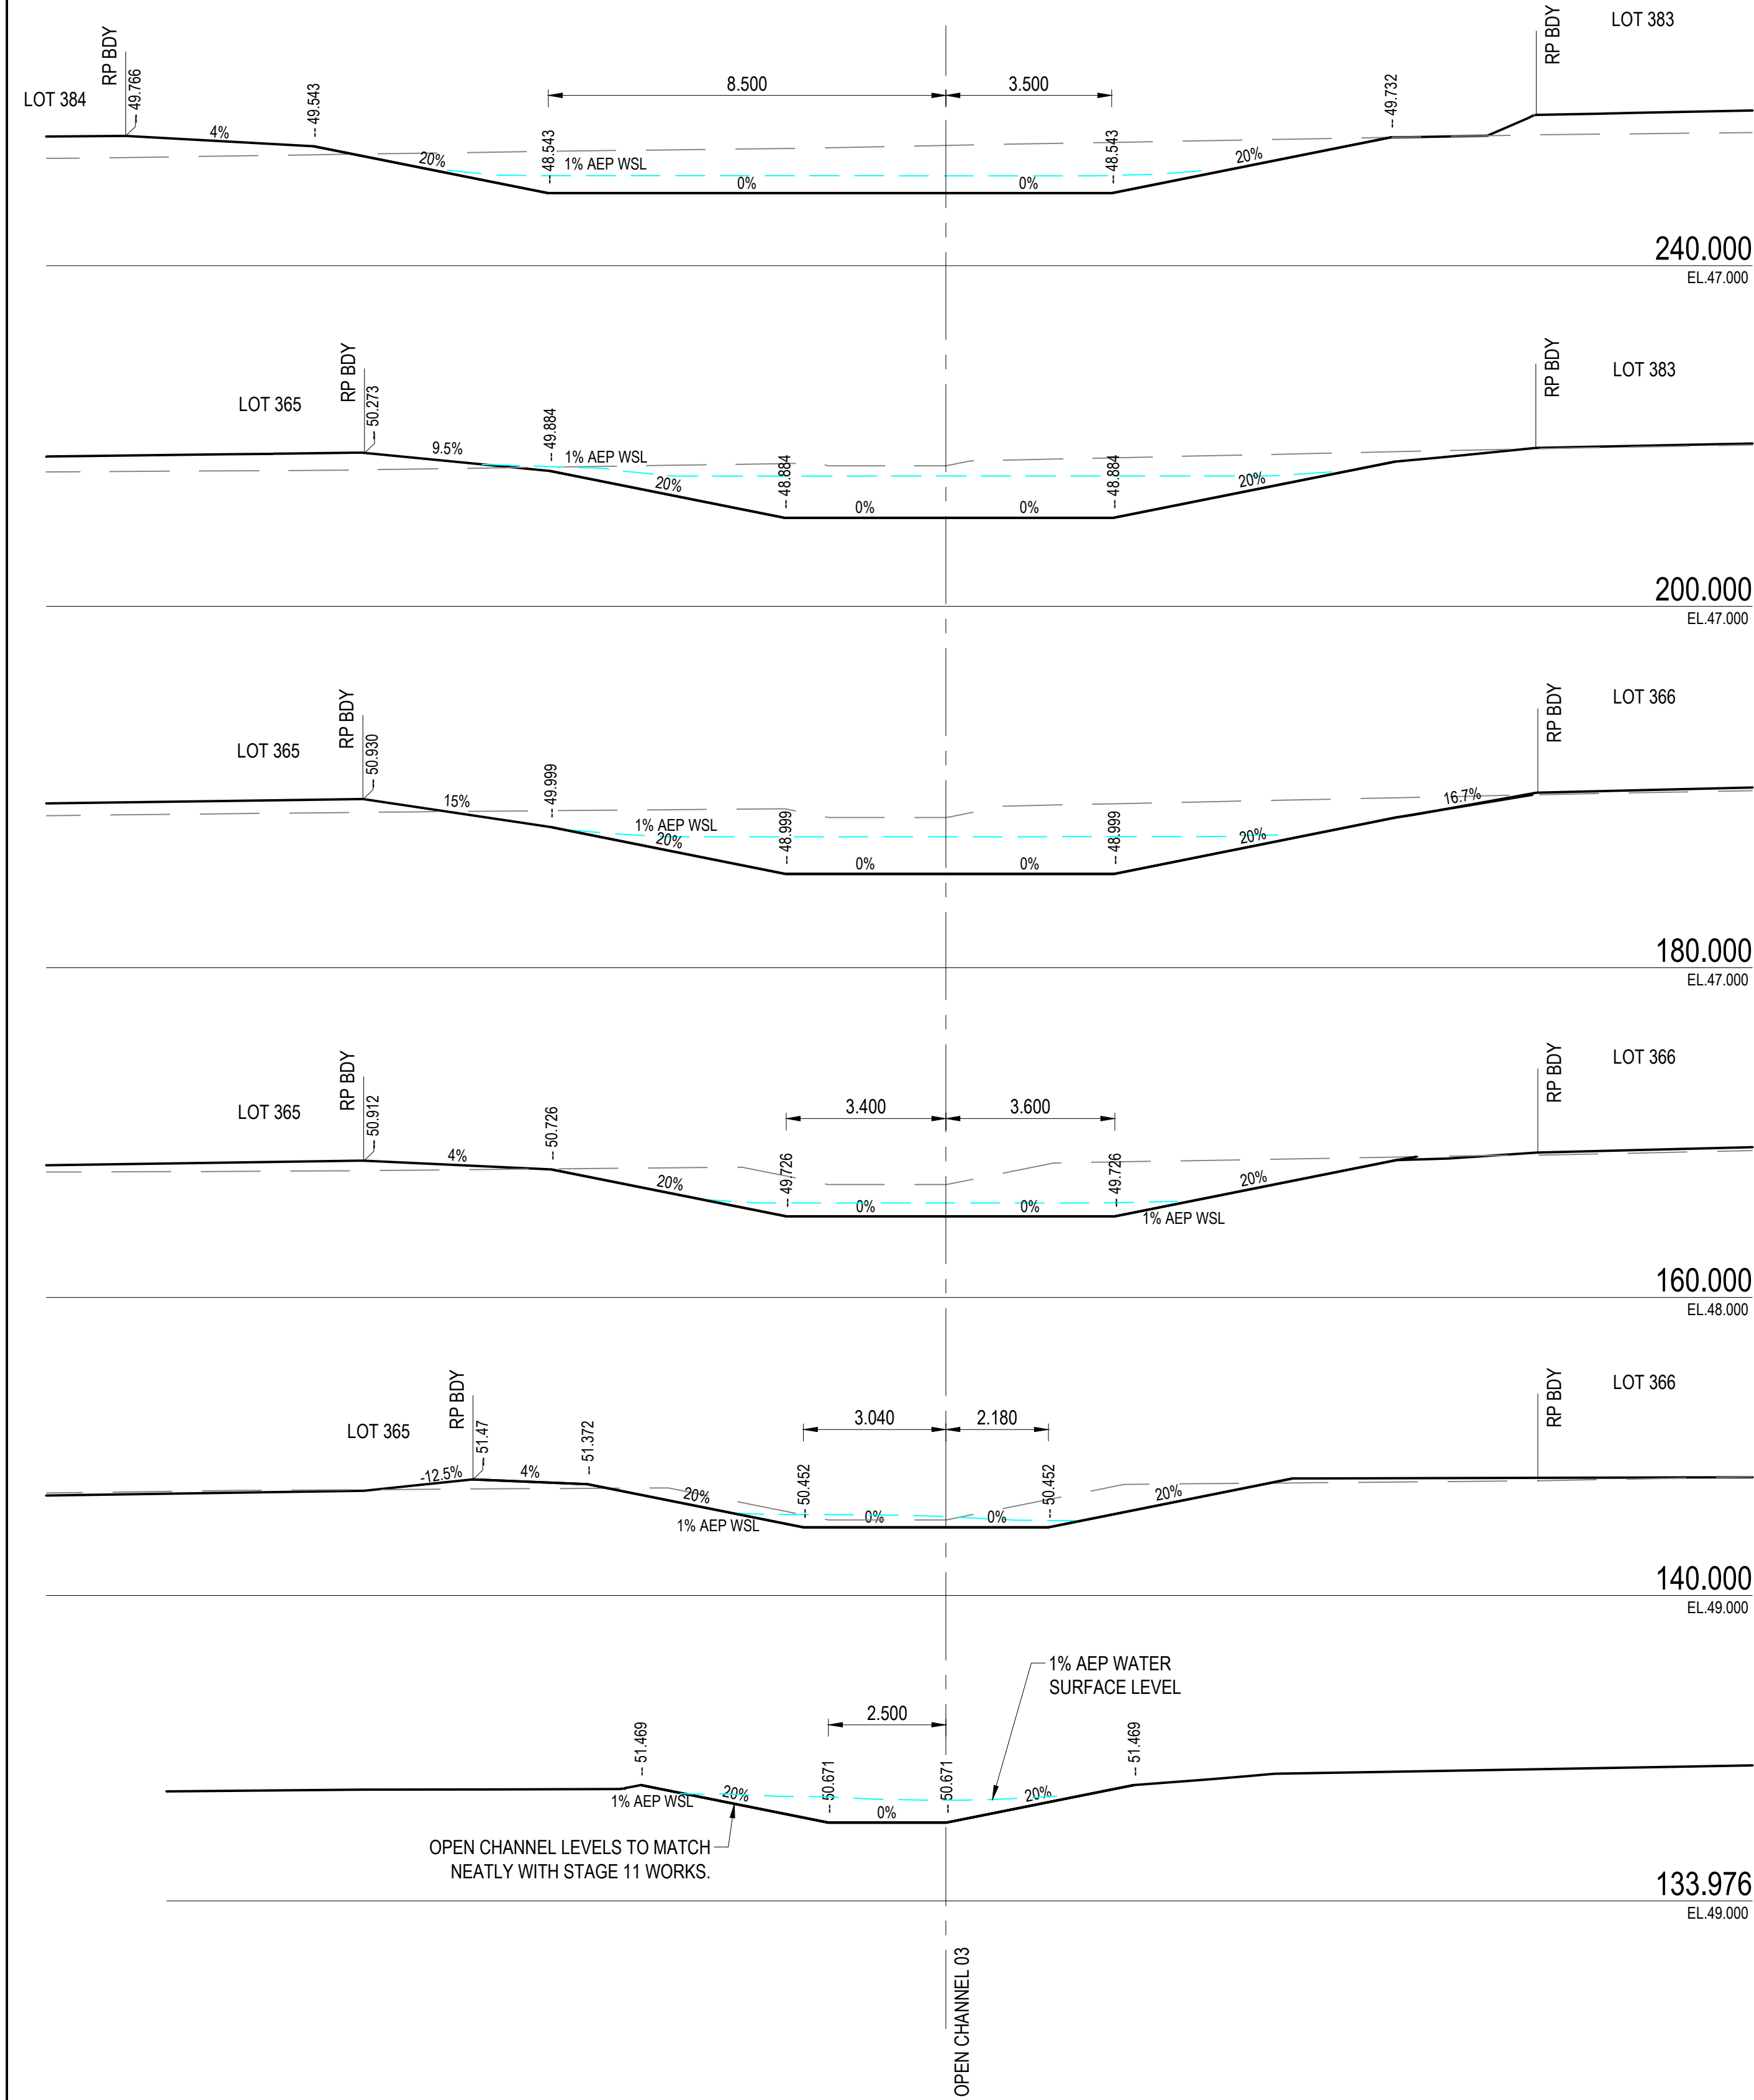 LOT 384
RP BDY
49.766
4%
49.543
20%
48.543
1% AEP WSL
8.500
3.500
0%
0%
48.543
20%
49.732
RP BDY
LOT 383
240.000
EL.47.000
LOT 365
RP BDY
50.273
9.5%
49.884
1% AEP WSL
20%
48.884
0%
0%
48.884
20%
RP BDY
LOT 383
200.000
EL.47.000
LOT 365
RP BDY
50.930
15%
49.999
1% AEP WSL
20%
48.999
0%
0%
48.999
20%
16.7%
RP BDY
LOT 366
180.000
EL.47.000
LOT 365
RP BDY
50.912
4%
50.726
20%
49.726
3.400
3.600
0%
0%
49.726
1% AEP WSL
20%
RP BDY
LOT 366
160.000
EL.48.000
LOT 365
-12.5%
RP BDY
51.47
4%
51.372
20%
1% AEP WSL
50.452
3.040
2.180
0%
0%
50.452
20%
RP BDY
LOT 366
140.000
EL.49.000
51.469
1% AEP WSL
20%
50.671
2.500
0%
50.671
1% AEP WATER
SURFACE LEVEL
20%
51.469
OPEN CHANNEL LEVELS TO MATCH
NEATLY WITH STAGE 11 WORKS.
133.976
EL.49.000
OPEN CHANNEL 03